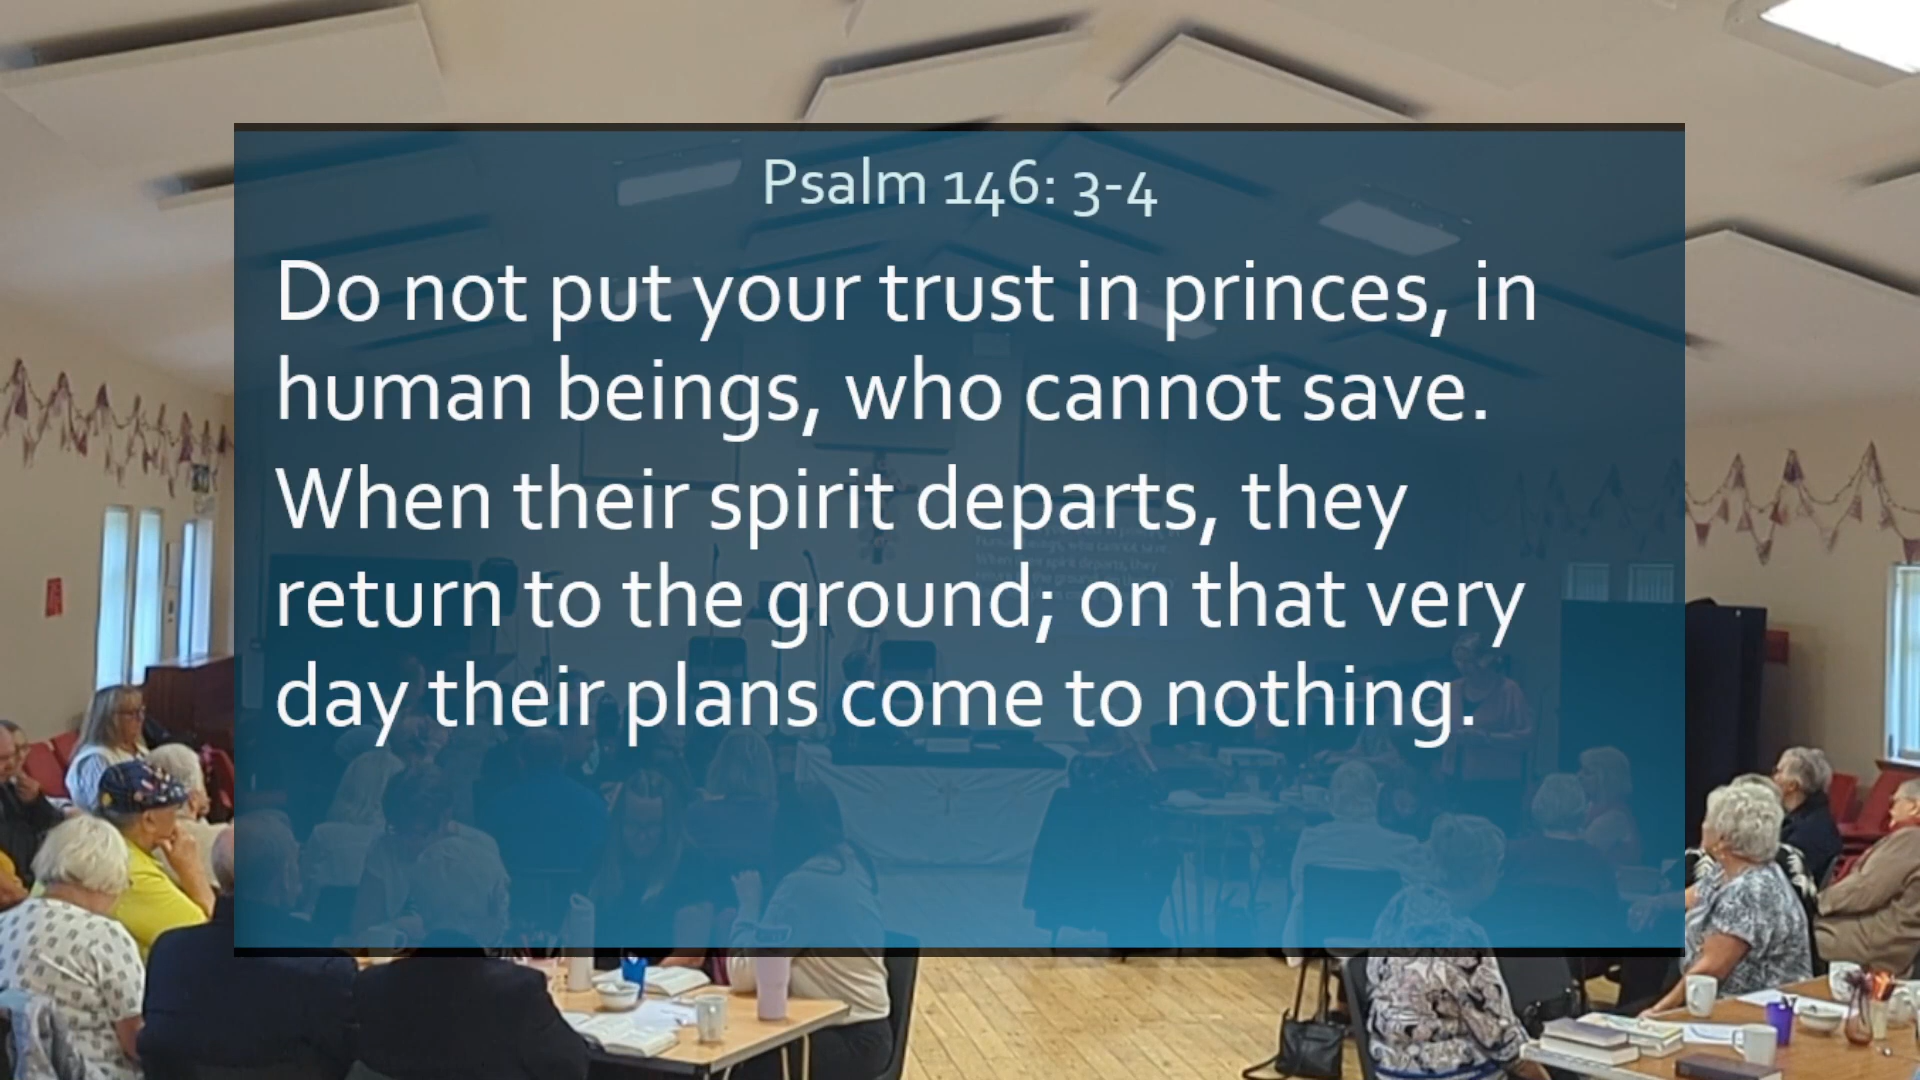 Psalm 146: 3-4
Do not put your trust in princes, in
human beings, who cannot save.
When their spirit departs, they
return to the ground; on that very
day their plans come to nothing.